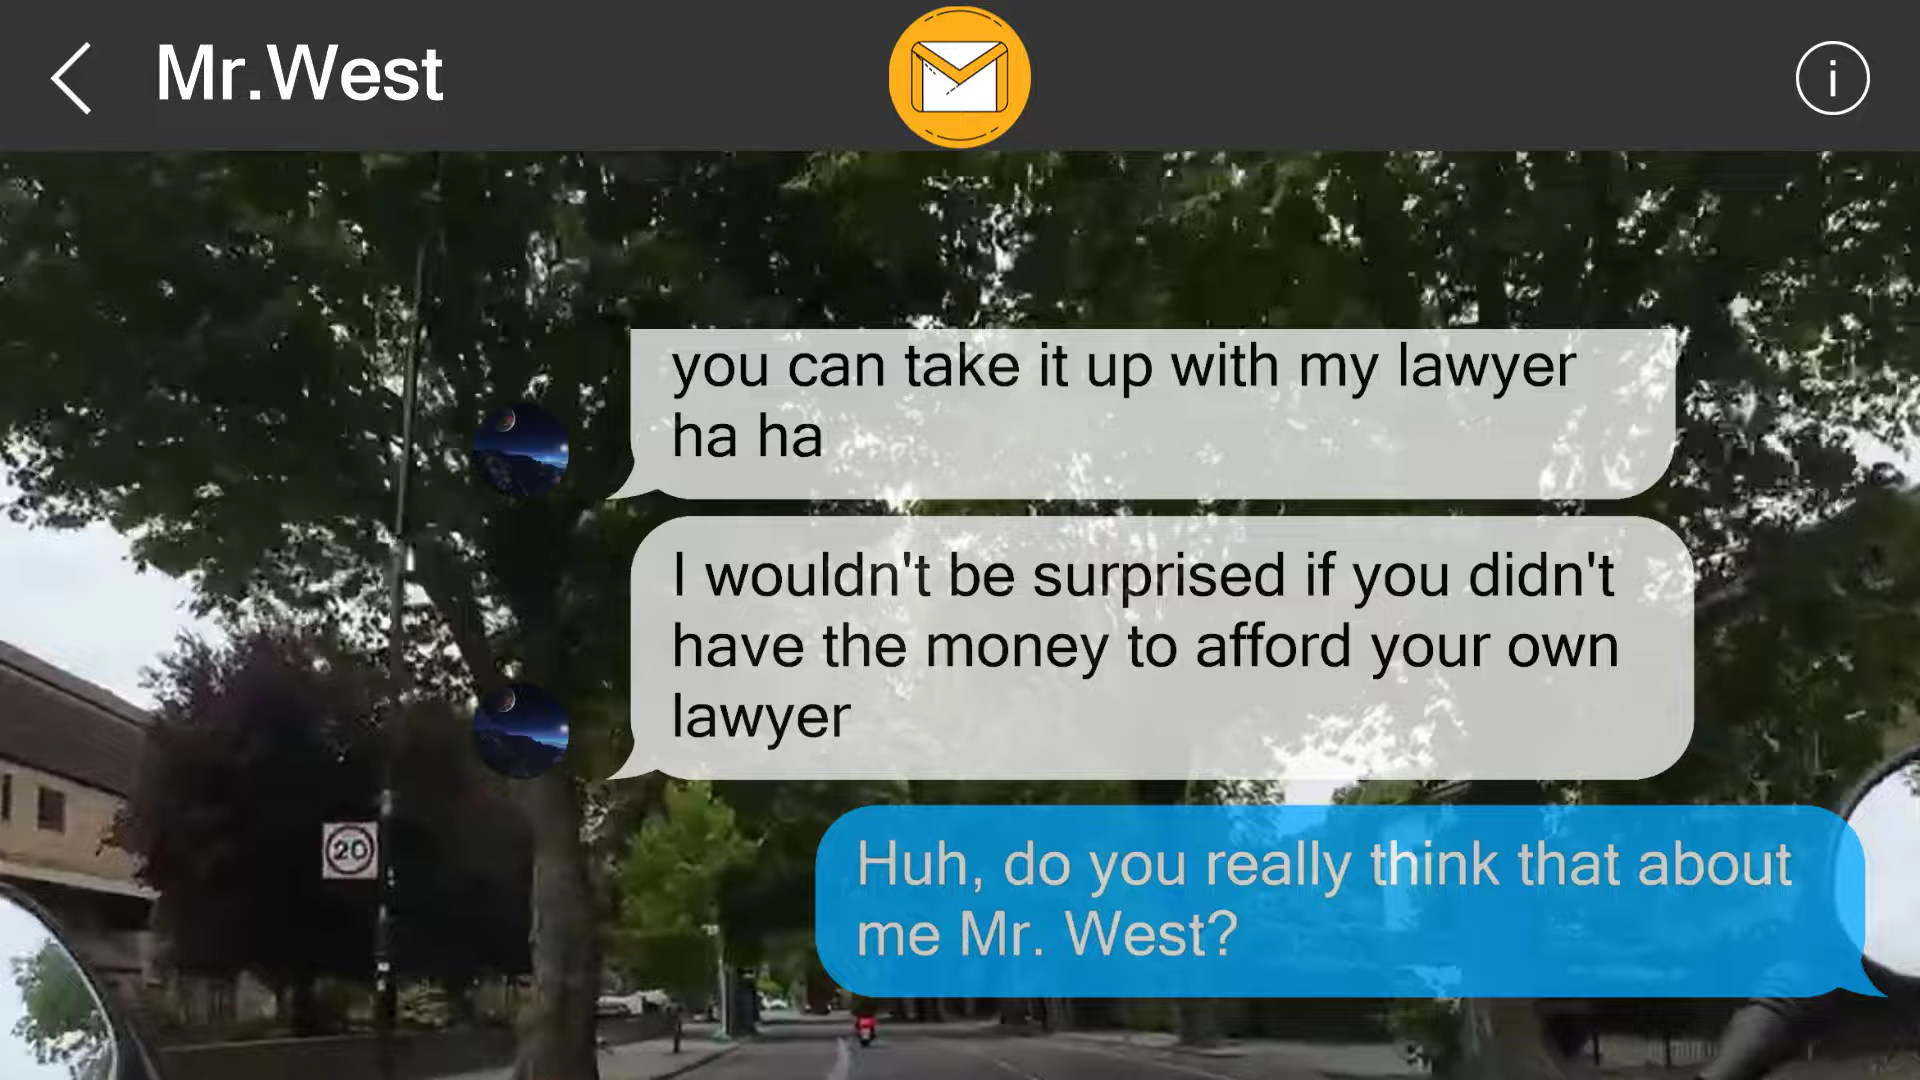 Mr.West
i
you can take it up with my lawyer
ha ha
I wouldn't be surprised if you didn't
have the money to afford your own
lawyer
20
Huh, do you really think that about
me Mr. West?